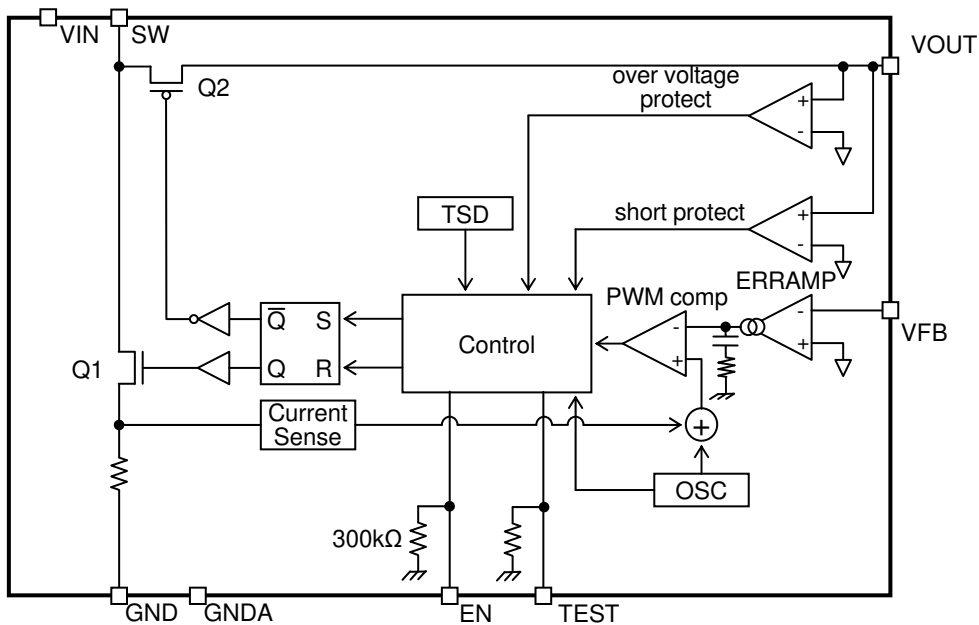 VIN
SW
VOUT
Q2
over voltage
protect
+
-
TSD
short protect
+
-
ERRAMP
PWM comp
Q̅ S
Q R
Control
-
+
-
+
VFB
Q1
Current
Sense
+
OSC
300kΩ
GND
GNDA
EN
TEST